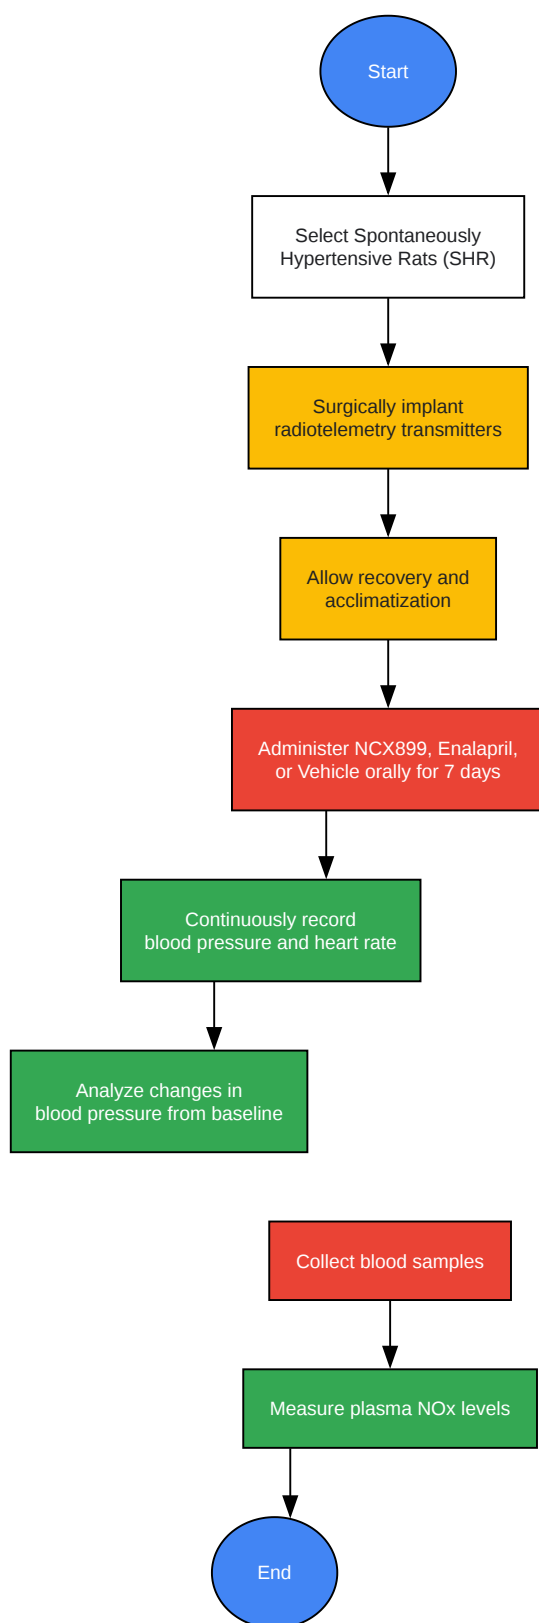 Start
Select Spontaneously
Hypertensive Rats (SHR)
Surgically implant
radiotelemetry transmitters
Allow recovery and
acclimatization
Administer NCX899, Enalapril,
or Vehicle orally for 7 days
Continuously record
blood pressure and heart rate
Analyze changes in
blood pressure from baseline
Collect blood samples
Measure plasma NOx levels
End